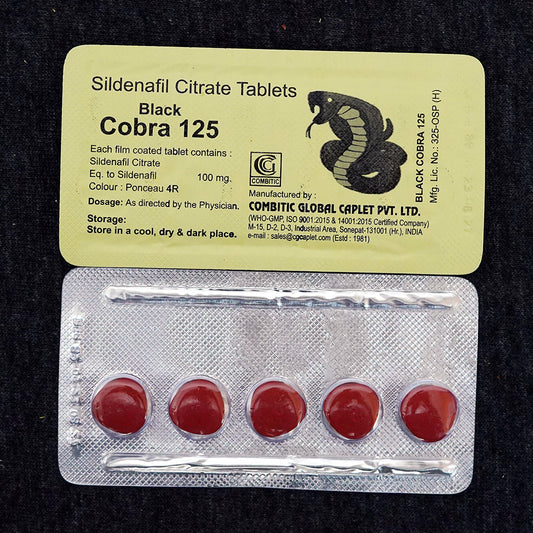 Sildenafil Citrate Tablets
Black
Cobra 125
Each film coated tablet contains :
Sildenafil Citrate
Eq. to Sildenafil 100 mg.
Colour : Ponceau 4R
Dosage: As directed by the Physician.
Storage:
Store in a cool, dry & dark place.
CG
COMBITIC
Manufactured by :
COMBITIC GLOBAL CAPLET PVT. LTD.
(WHO-GMP, ISO 9001:2015 & 14001:2015 Certified Company)
M-15, D-2, D-3, Industrial Area, Sonepat-131001 (Hr.), INDIA
e-mail : sales@cgcaplet.com (Estd : 1981)
BLACK COBRA 125
Mfg. Lic. No.: 325-OSP (H)